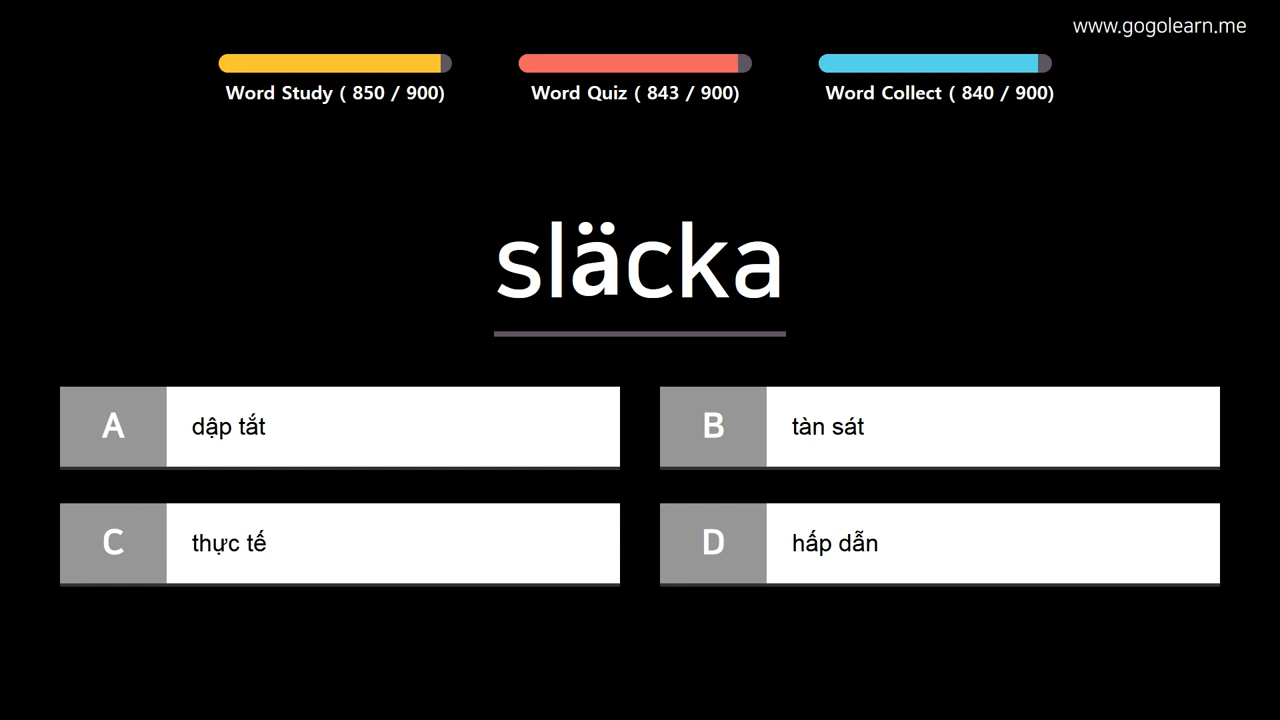 www.gogolearn.me
Word Study ( 850 / 900)
Word Quiz ( 843 / 900)
Word Collect ( 840 / 900)
släcka
A dập tắt
B tàn sát
C thực tế
D hấp dẫn